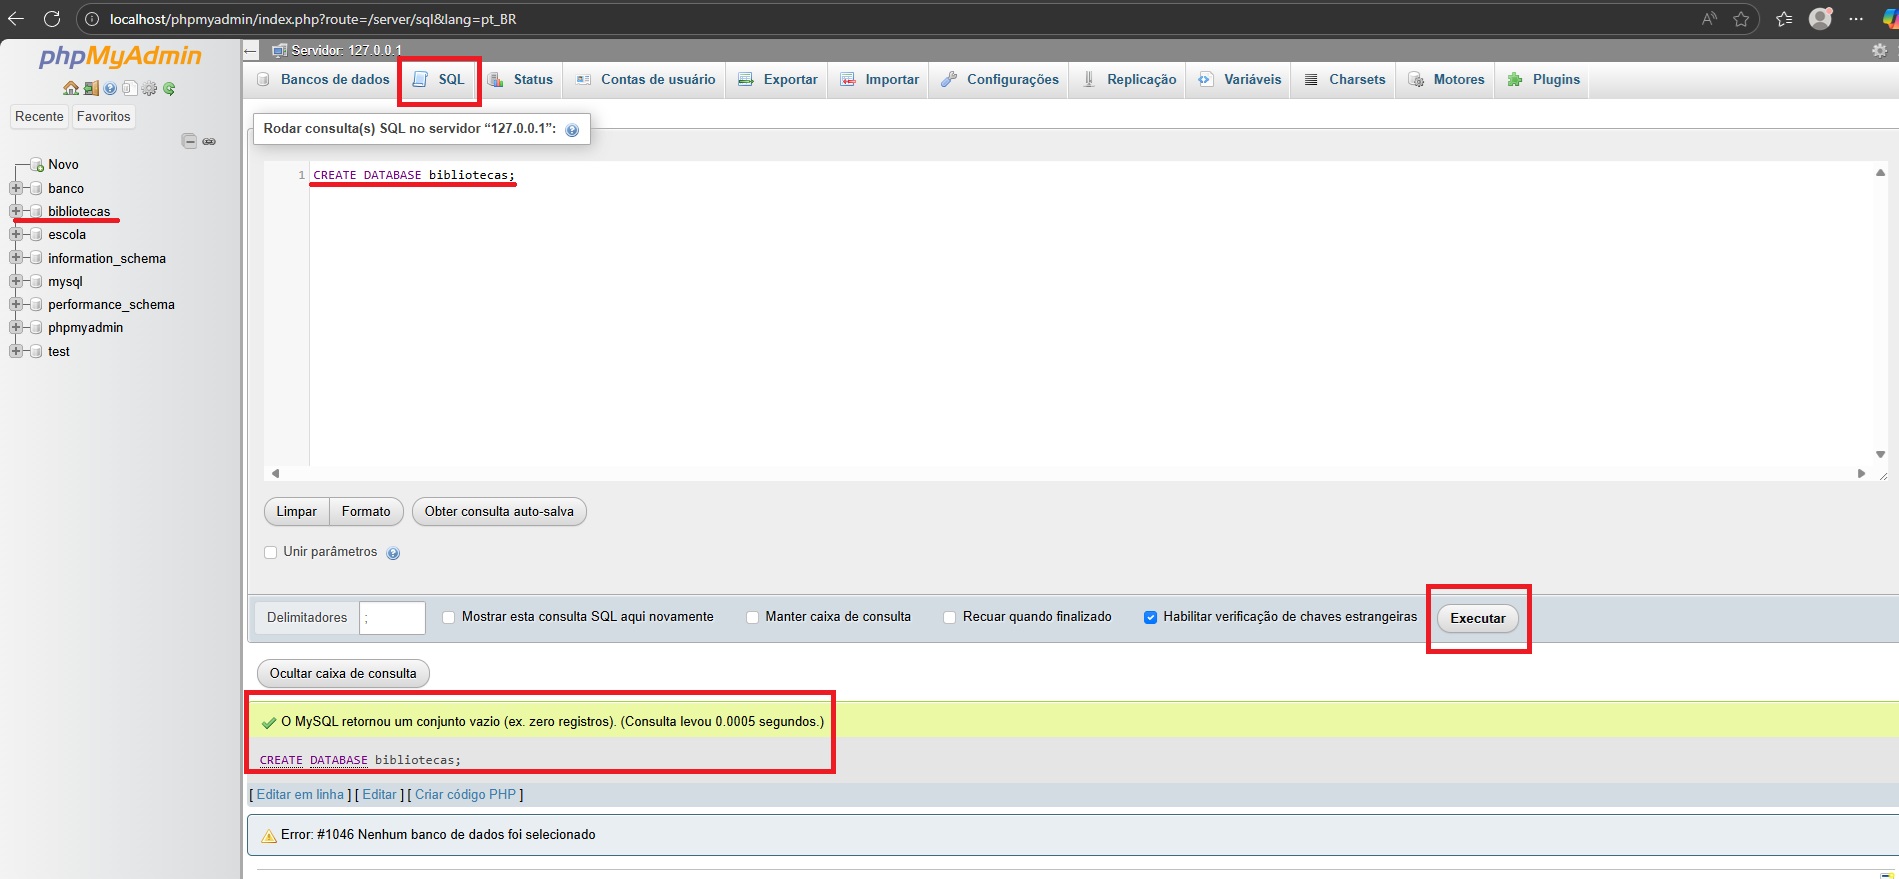 localhost/phpmyadmin/index.php?route=/server/sql&lang=pt_BR
phpMyAdmin
Recente Favoritos
Novo
banco
bibliotecas
escola
information_schema
mysql
performance_schema
phpmyadmin
test
Servidor: 127.0.0.1
Bancos de dados SQL Status Contas de usuário Exportar Importar Configurações Replicação Variáveis Charsets Motores Plugins
Rodar consulta(s) SQL no servidor “127.0.0.1”:
1 CREATE DATABASE bibliotecas;
Limpar Formato Obter consulta auto-salva
Unir parâmetros
Delimitadores ; Mostrar esta consulta SQL aqui novamente Manter caixa de consulta Recuar quando finalizado Habilitar verificação de chaves estrangeiras Executar
Ocultar caixa de consulta
O MySQL retornou um conjunto vazio (ex. zero registros). (Consulta levou 0.0005 segundos.)
CREATE DATABASE bibliotecas;
[ Editar em linha ] [ Editar ] [ Criar código PHP ]
Error: #1046 Nenhum banco de dados foi selecionado